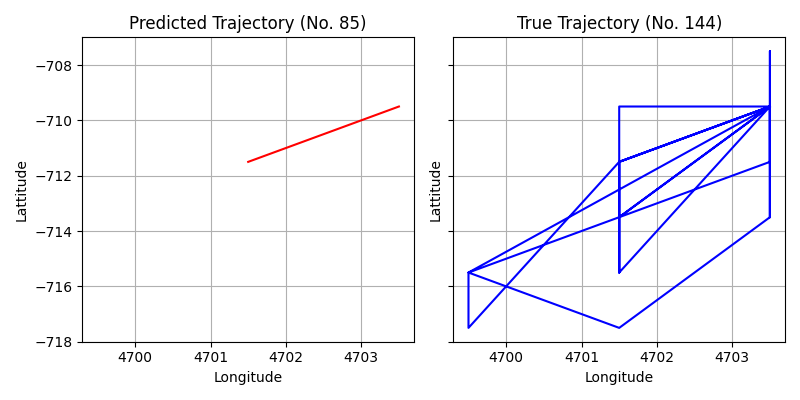 Predicted Trajectory (No. 85)
True Trajectory (No. 144)
−708
−710
−712
−714
−716
−718
Lattitude
Lattitude
4700 4701 4702 4703
4700 4701 4702 4703
Longitude
Longitude